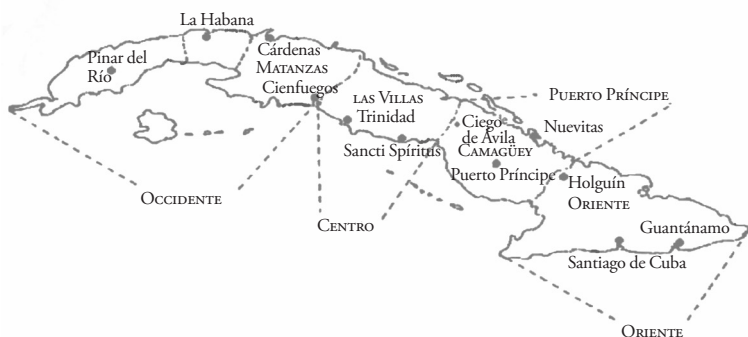 La Habana
Pinar del
Río
Cárdenas
MATANZAS
Cienfuegos
LAS VILLAS
Trinidad
Sancti Spíritus
PUERTO PRÍNCIPE
Ciego
de Ávila
CAMAGÜEY
Puerto Príncipe
Nuevitas
Holguín
ORIENTE
Guantánamo
Santiago de Cuba
OCCIDENTE
CENTRO
ORIENTE